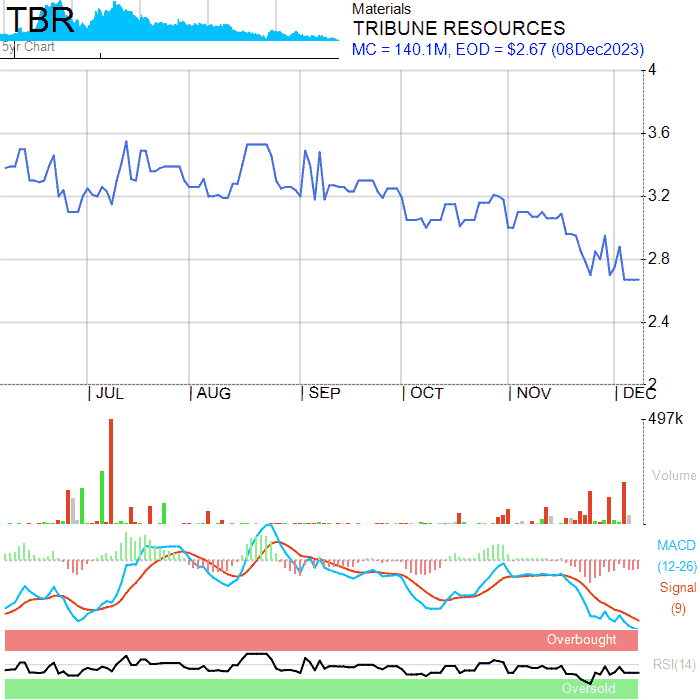 TBR
5yr Chart
Materials
TRIBUNE RESOURCES
MC = 140.1M, EOD = $2.67 (08Dec2023)
4
3.6
3.2
2.8
2.4
2
JUL AUG SEP OCT NOV DEC
497k
Volume
MACD
(12-26)
Signal
(9)
Overbought
RSI(14)
Oversold